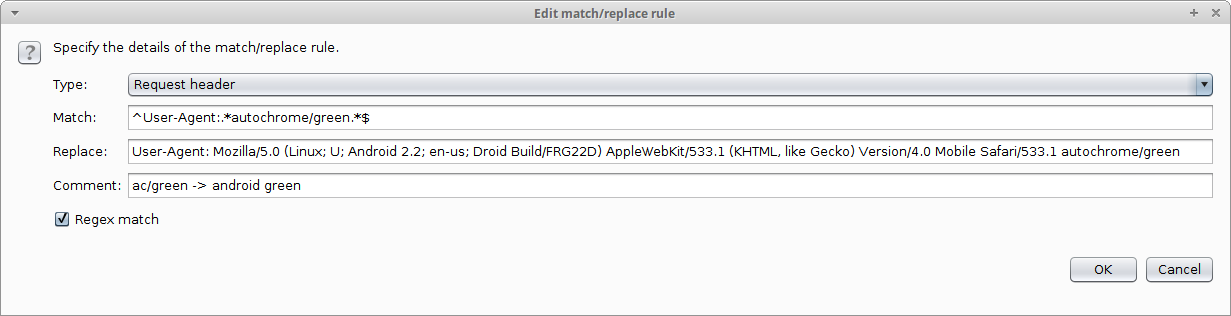 Edit match/replace rule
?
Specify the details of the match/replace rule.
Type: Request header
Match: ^User-Agent:.*autochrome/green.*$
Replace: User-Agent: Mozilla/5.0 (Linux; U; Android 2.2; en-us; Droid Build/FRG22D) AppleWebKit/533.1 (KHTML, like Gecko) Version/4.0 Mobile Safari/533.1 autochrome/green
Comment: ac/green -> android green
Regex match
OK Cancel